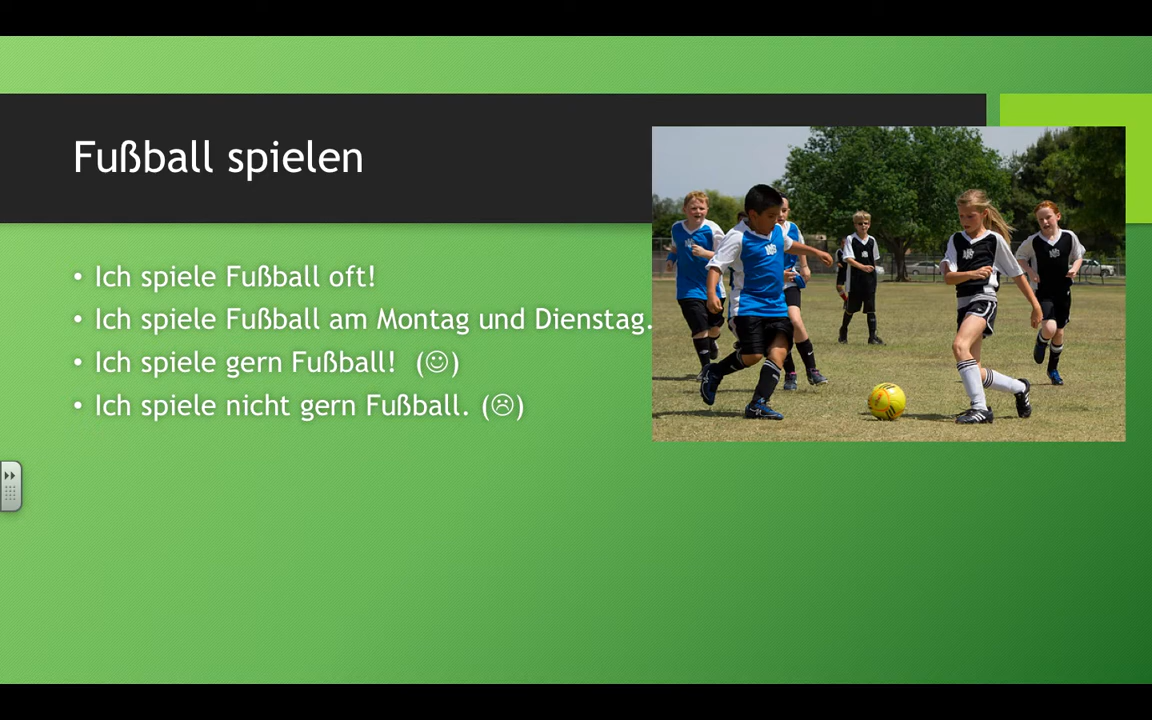 Fußball spielen
• Ich spiele Fußball oft!
• Ich spiele Fußball am Montag und Dienstag.
• Ich spiele gern Fußball! (☺)
• Ich spiele nicht gern Fußball. (☹)